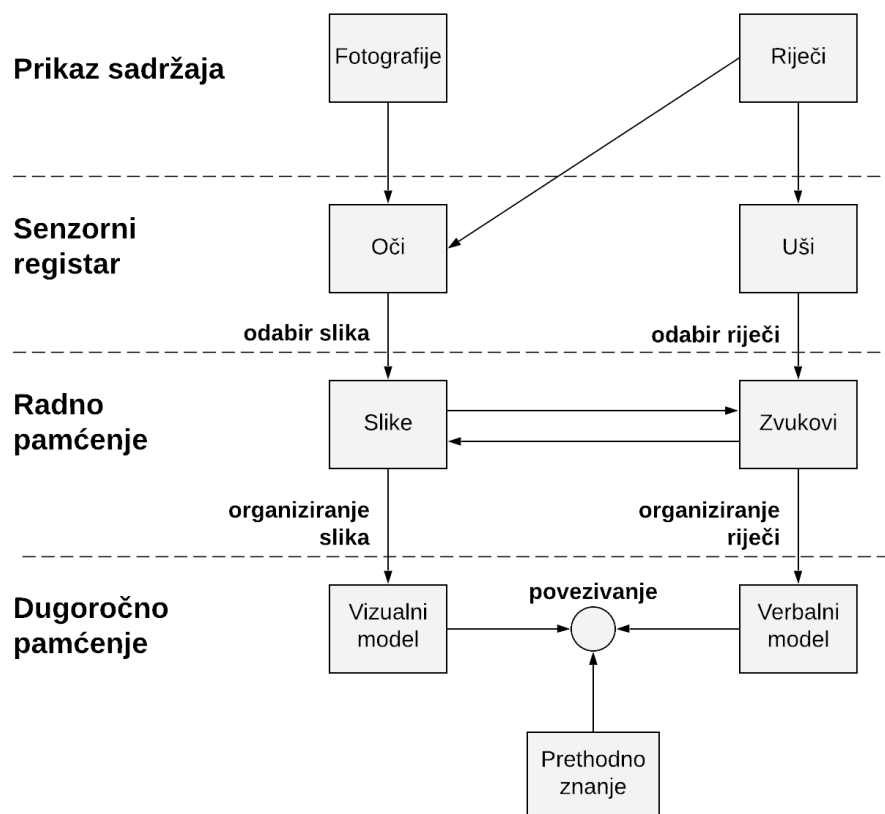 Prikaz sadržaja
Fotografije
Riječi
Senzorni
registar
Oči
Uši
odabir slika
odabir riječi
Radno
pamćenje
Slike
Zvukovi
organiziranje
slika
organiziranje
riječi
Dugoročno
pamćenje
Vizualni
model
povezivanje
Verbalni
model
Prethodno
znanje